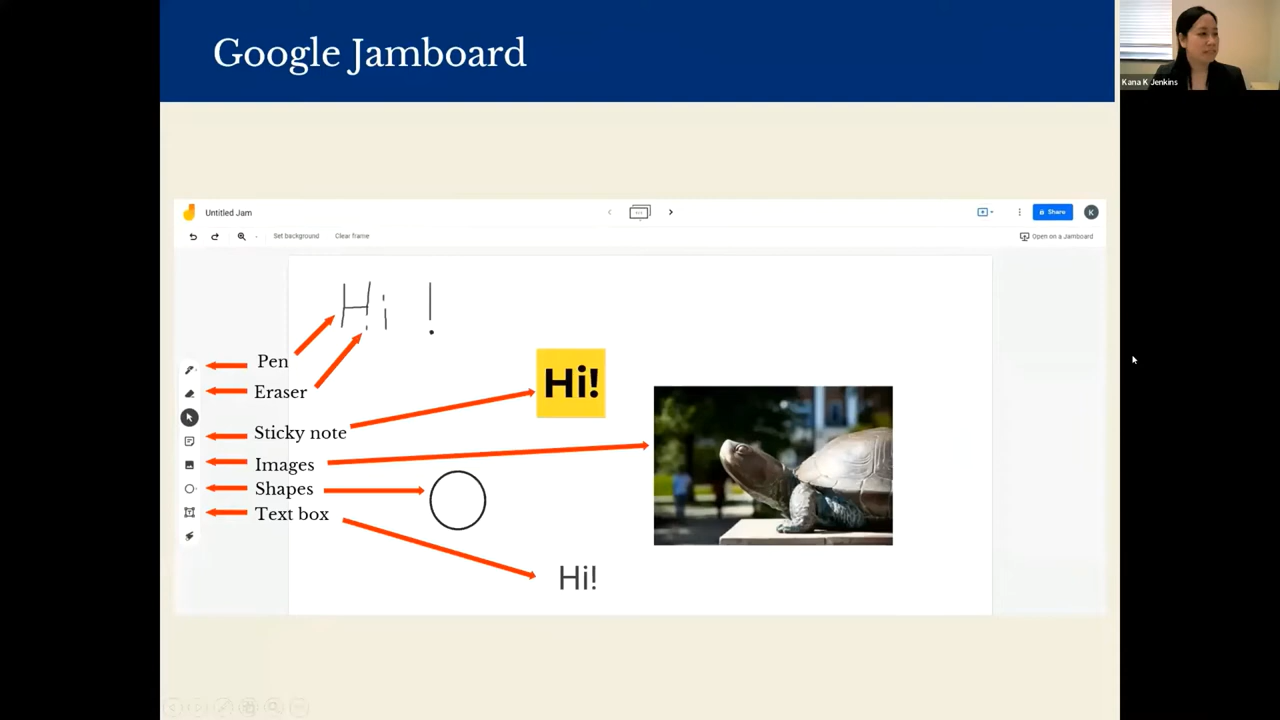 Google Jamboard
Kana K Jenkins
Untitled Jam
Share
K
Set background
Clear frame
Open on a Jamboard
Hi !
Pen
Eraser
Hi!
Sticky note
Images
Shapes
Text box
Hi!